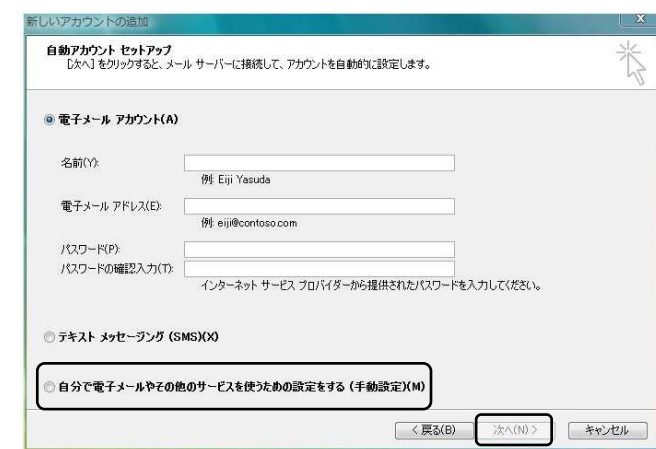 新しいアカウントの追加
自動アカウント セットアップ
[次へ] をクリックすると、メール サーバーに接続して、アカウントを自動的に設定します。
電子メール アカウント(A)
名前(Y):
例: Eiji Yasuda
電子メール アドレス(E):
例: eiji@contoso.com
パスワード(P):
パスワードの確認入力(T):
インターネット サービス プロバイダーから提供されたパスワードを入力してください。
テキスト メッセージング (SMS)(X)
自分で電子メールやその他のサービスを使うための設定をする (手動設定)(M)
< 戻る(B) 次へ(N) > キャンセル